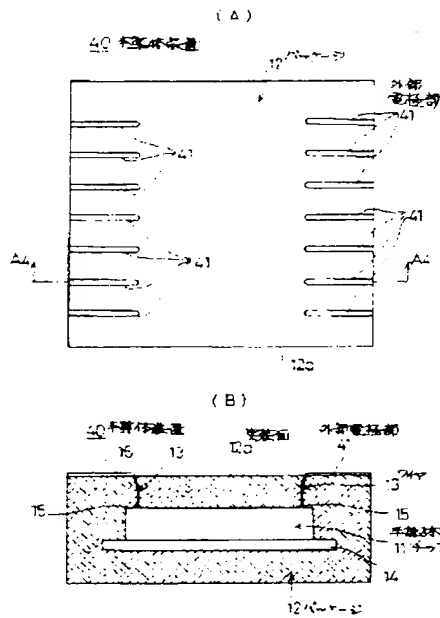 (A)
40 半導体装置
12 パッケージ
外部
電極部
41
41
41
41
A4
A4
12a
(B)
40 半導体装置
実装面
12a
外部電極部
41
16
13
13 ワイヤ
15
15
半導体
11 チップ
14
12 パッケージ